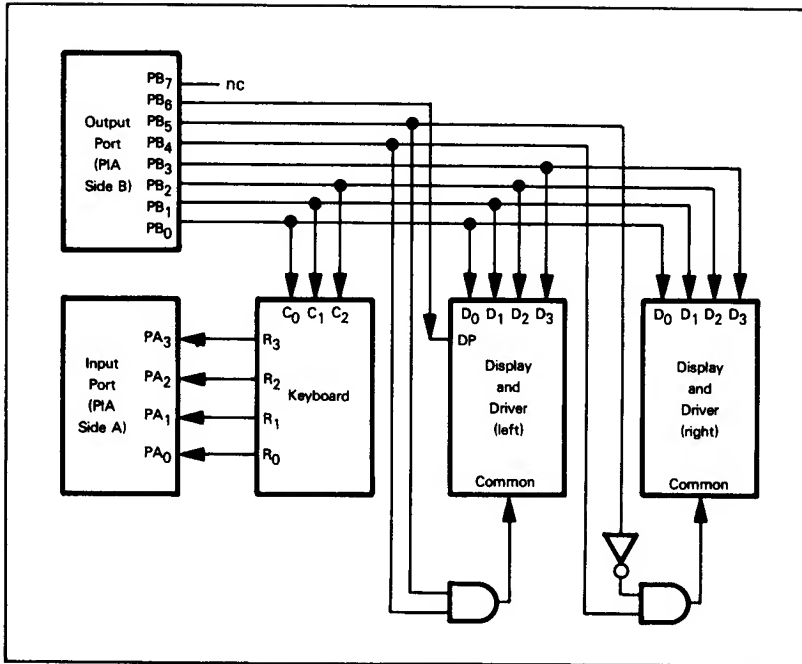 Output
Port
(PIA
Side B)
PB7
PB6
PB5
PB4
PB3
PB2
PB1
PB0
nc
Input
Port
(PIA
Side A)
PA3
PA2
PA1
PA0
C0 C1 C2
R3
R2
R1
R0
Keyboard
D0 D1 D2 D3
DP
Display
and
Driver
(left)
Common
D0 D1 D2 D3
Display
and
Driver
(right)
Common